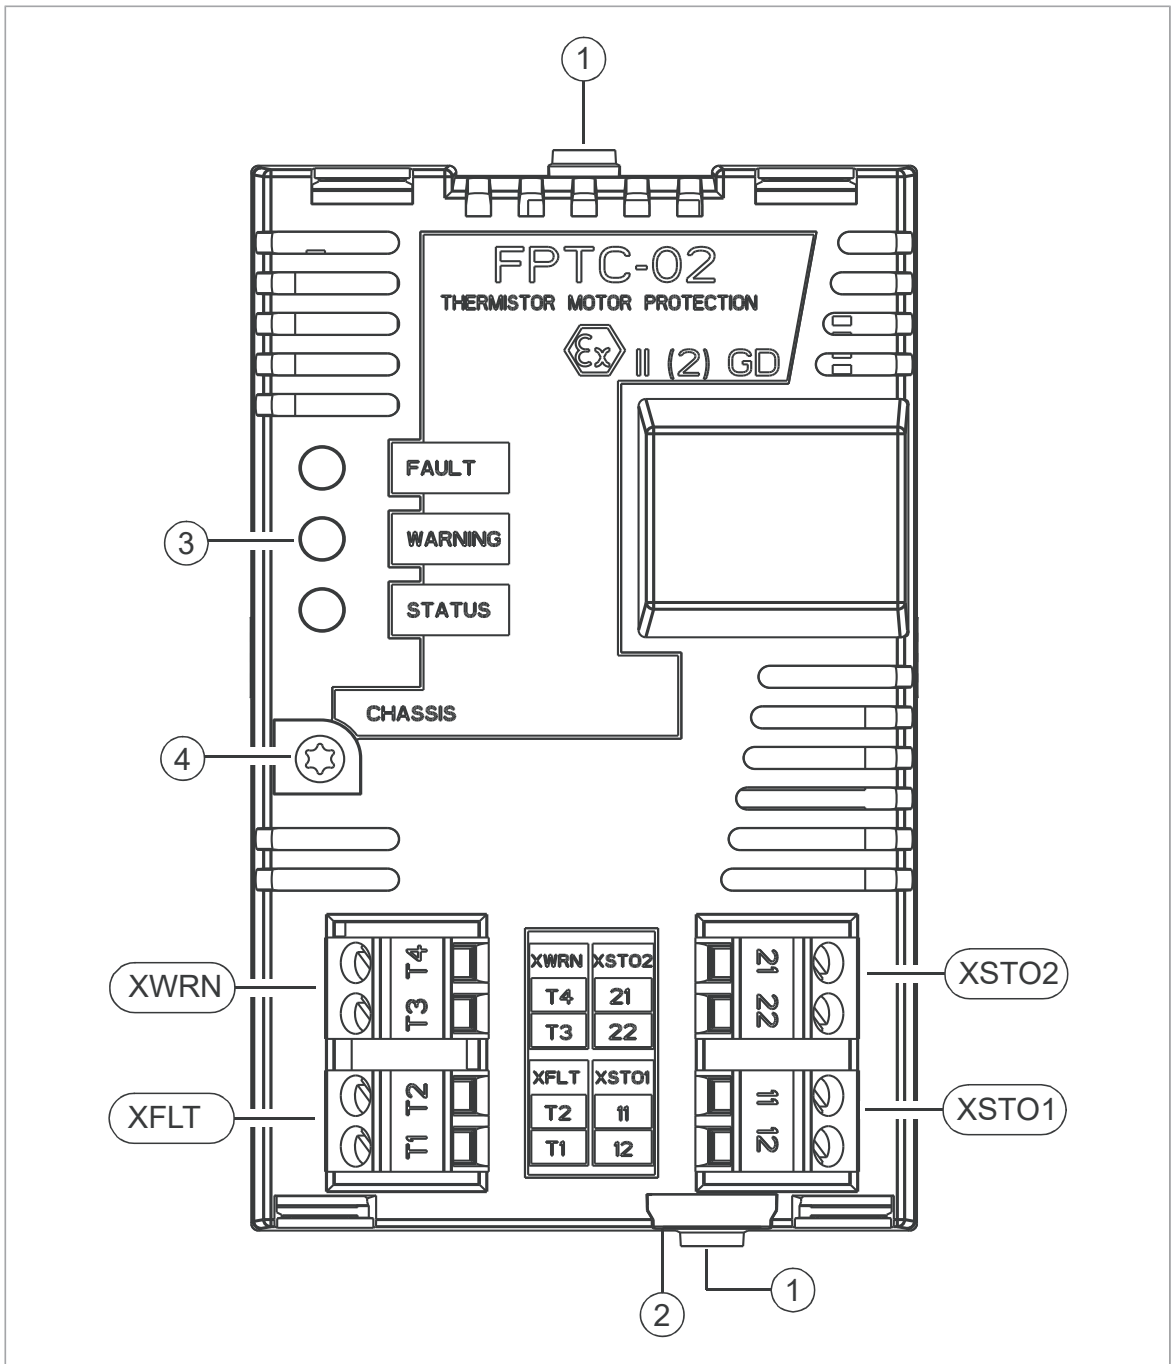 1
FPTC-02
THERMISTOR MOTOR PROTECTION
Ex II (2) GD
FAULT
3
WARNING
STATUS
CHASSIS
4
XWRN
T4
T3
XWRN XSTO2
T4 21
T3 22
21
22
XSTO2
XFLT
T2
T1
XFLT XSTO1
T2 11
T1 12
11
12
XSTO1
2
1